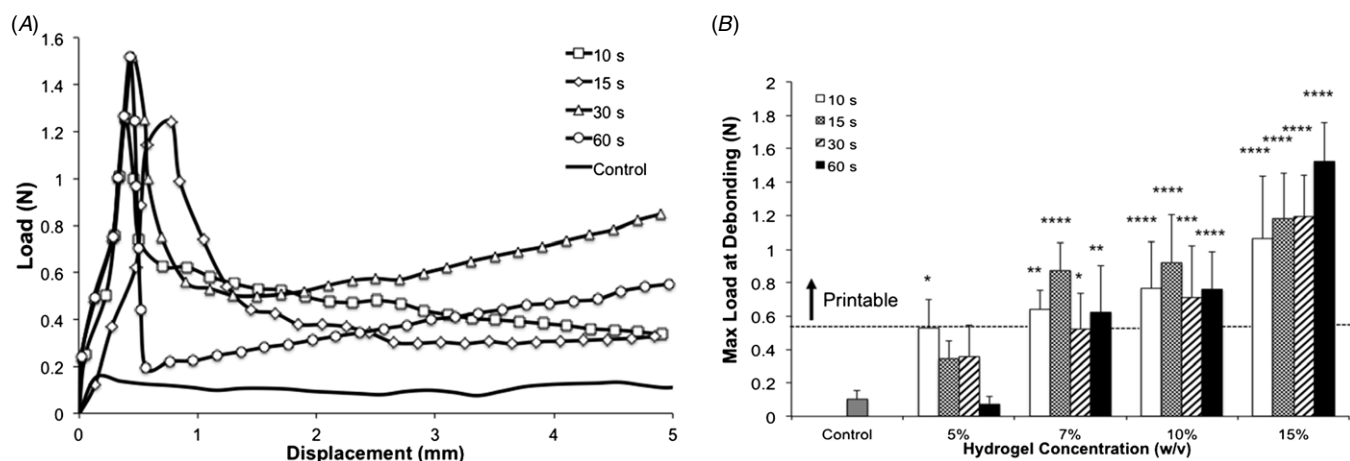 (A)
Load (N)
1.6
1.4
1.2
1
0.8
0.6
0.4
0.2
0
0 1 2 3 4 5
Displacement (mm)
10 s
15 s
30 s
60 s
Control
(B)
Max Load at Debonding (N)
2
1.8
1.6
1.4
1.2
1
0.8
0.6
0.4
0.2
0
10 s
15 s
30 s
60 s
Printable
*
** **** * **
**** **** *** ****
**** **** **** ****
Control 5% 7% 10% 15%
Hydrogel Concentration (w/v)